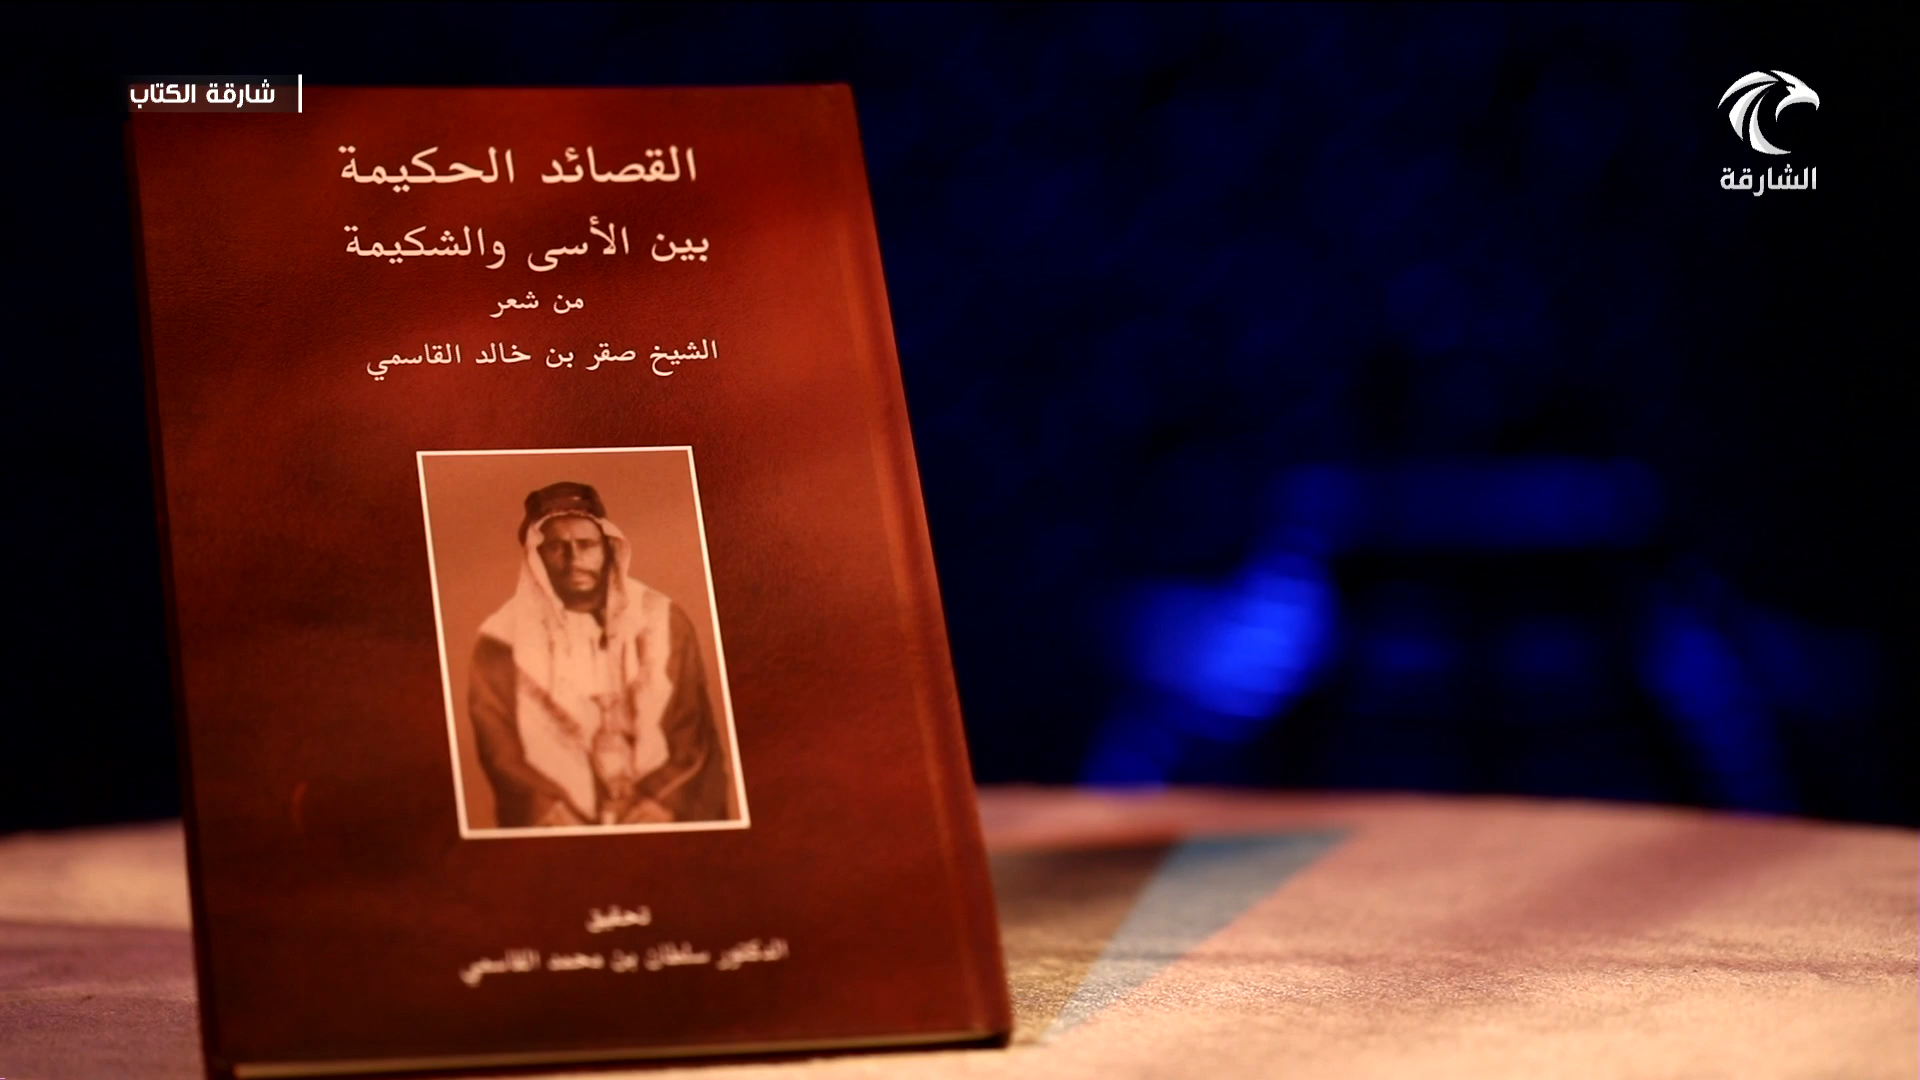 شارقة الكتاب
الشارقة
القصائد الحكيمة
بين الأسى والشكيمة
من شعر
الشيخ صقر بن خالد القاسمي
تحقيق
الدكتور سلطان بن محمد القاسمي